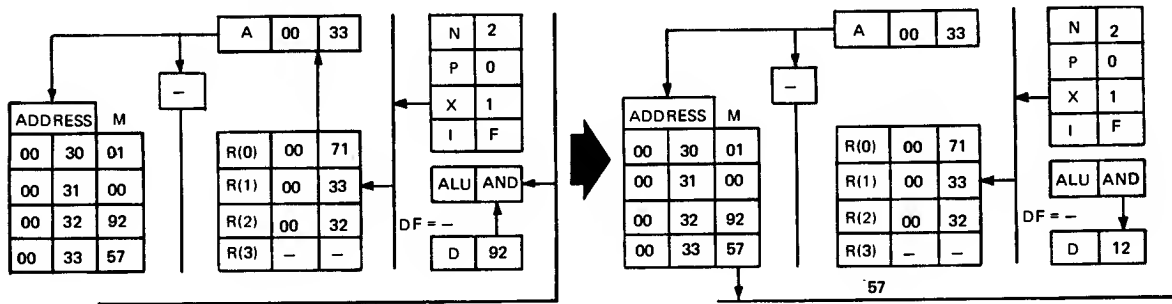 A 00 33
N 2
P 0
X 1
I F
–
ADDRESS M
00 30 01
00 31 00
00 32 92
00 33 57
R(0) 00 71
R(1) 00 33
R(2) 00 32
R(3) – –
ALU AND
DF = –
D 92
A 00 33
N 2
P 0
X 1
I F
–
ADDRESS M
00 30 01
00 31 00
00 32 92
00 33 57
R(0) 00 71
R(1) 00 33
R(2) 00 32
R(3) – –
ALU AND
D 12
57